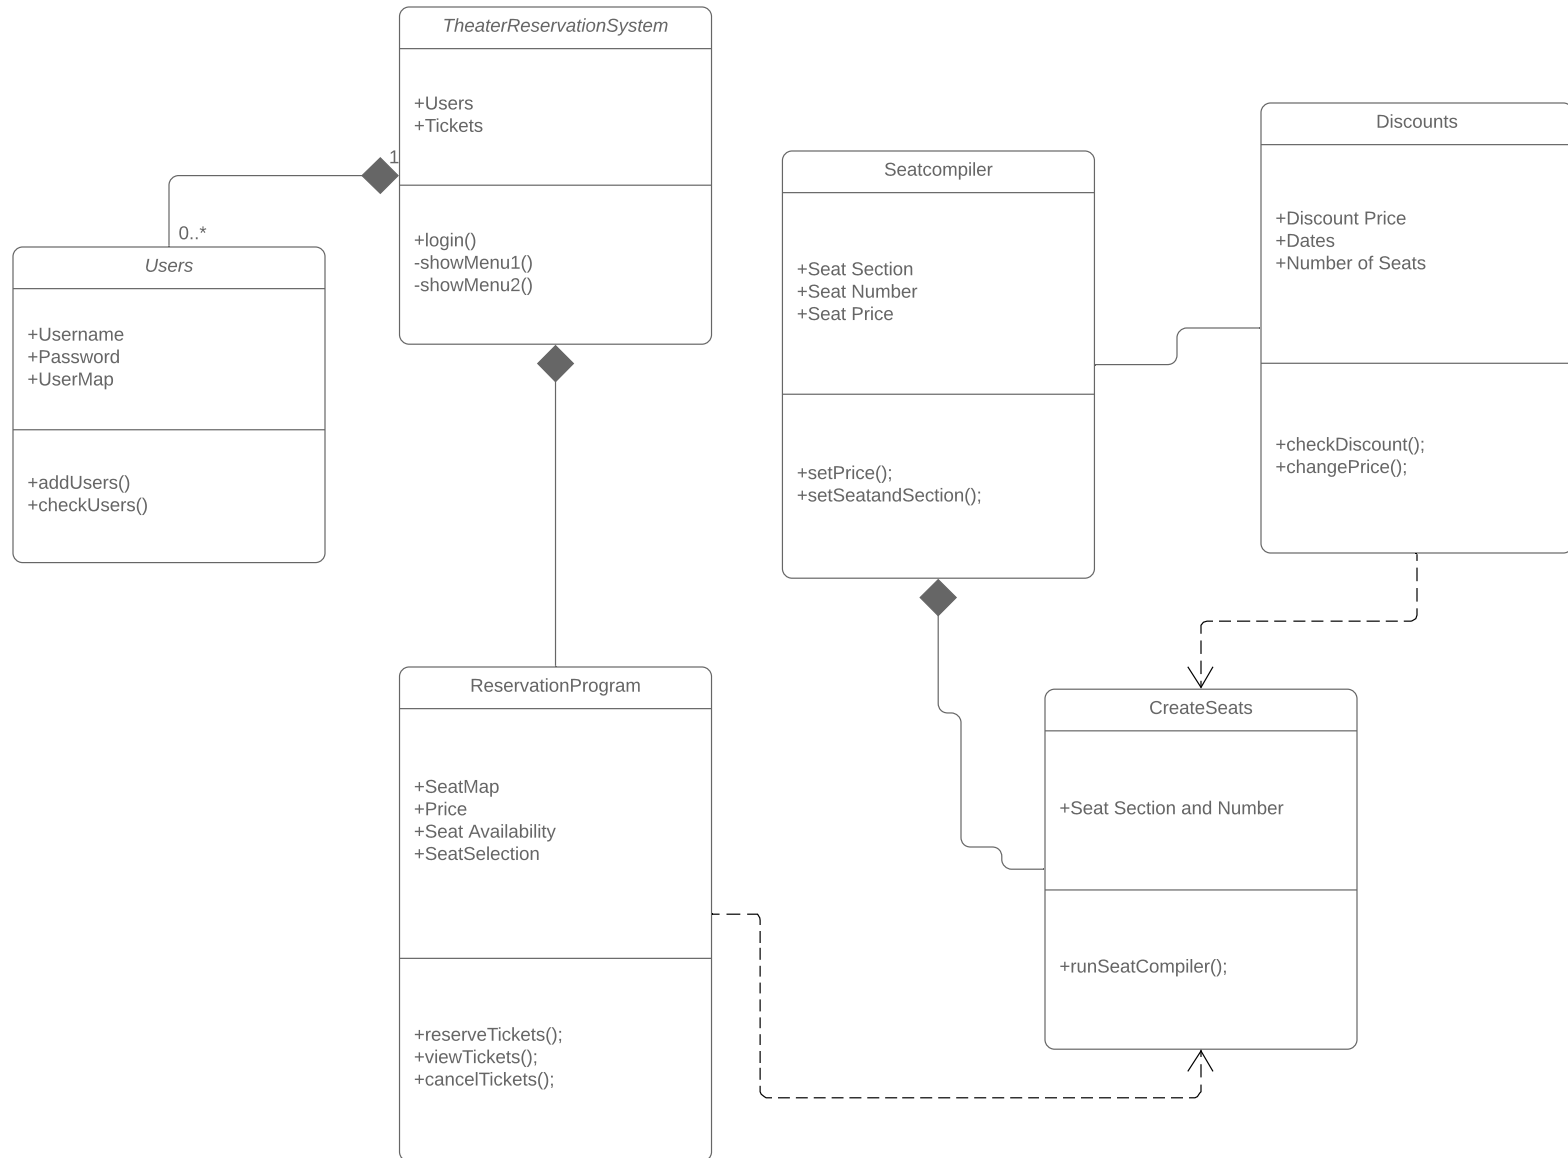 TheaterReservationSystem
+Users
+Tickets
+login()
-showMenu1()
-showMenu2()
1
0..*
Users
+Username
+Password
+UserMap
+addUsers()
+checkUsers()
Seatcompiler
+Seat Section
+Seat Number
+Seat Price
+setPrice();
+setSeatandSection();
Discounts
+Discount Price
+Dates
+Number of Seats
+checkDiscount();
+changePrice();
ReservationProgram
+SeatMap
+Price
+Seat Availability
+SeatSelection
+reserveTickets();
+viewTickets();
+cancelTickets();
CreateSeats
+Seat Section and Number
+runSeatCompiler();